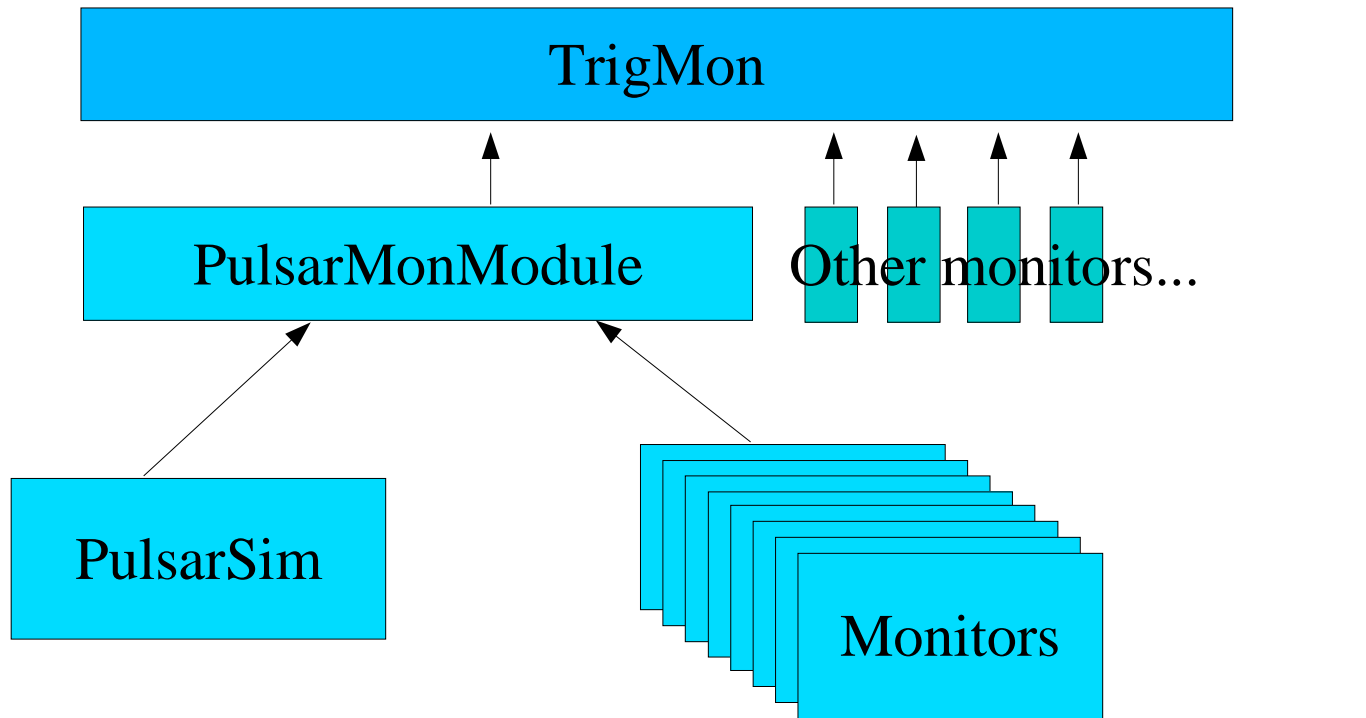 TrigMon
PulsarMonModule
Other monitors...
PulsarSim
Monitors